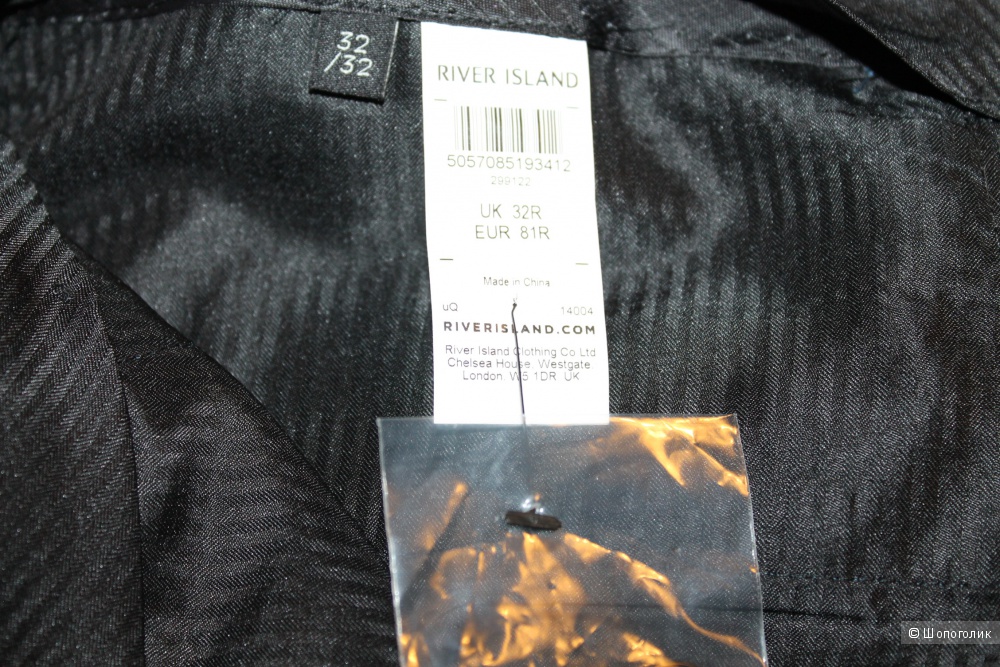 32
/32
RIVER ISLAND
5057085193412
299122
UK 32R
EUR 81R
Made in China
uQ 14004
RIVERISLAND.COM
River Island Clothing Co Ltd
Chelsea House, Westgate
London, W5 1DR UK
© Шопоголик